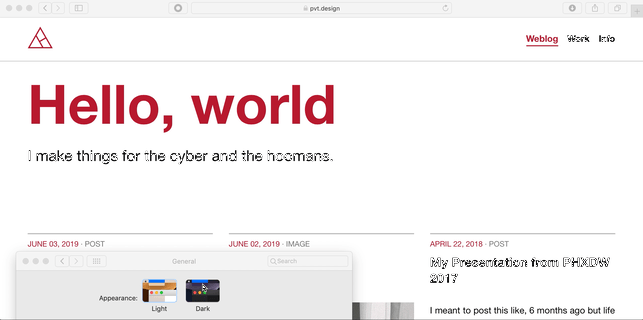 pvt.design
Weblog Work Info
Hello, world
I make things for the cyber and the hoomans.
JUNE 03, 2019 · POST
JUNE 02, 2019 · IMAGE
APRIL 22, 2018 · POST
My Presentation from PHXDW
2017
I meant to post this like, 6 months ago but life
General
Search
Appearance:
Light
Dark